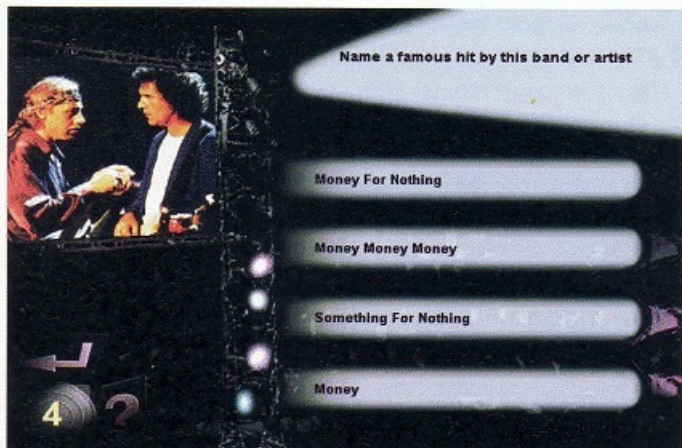 Name a famous hit by this band or artist
Money For Nothing
Money Money Money
Something For Nothing
Money
4 ?